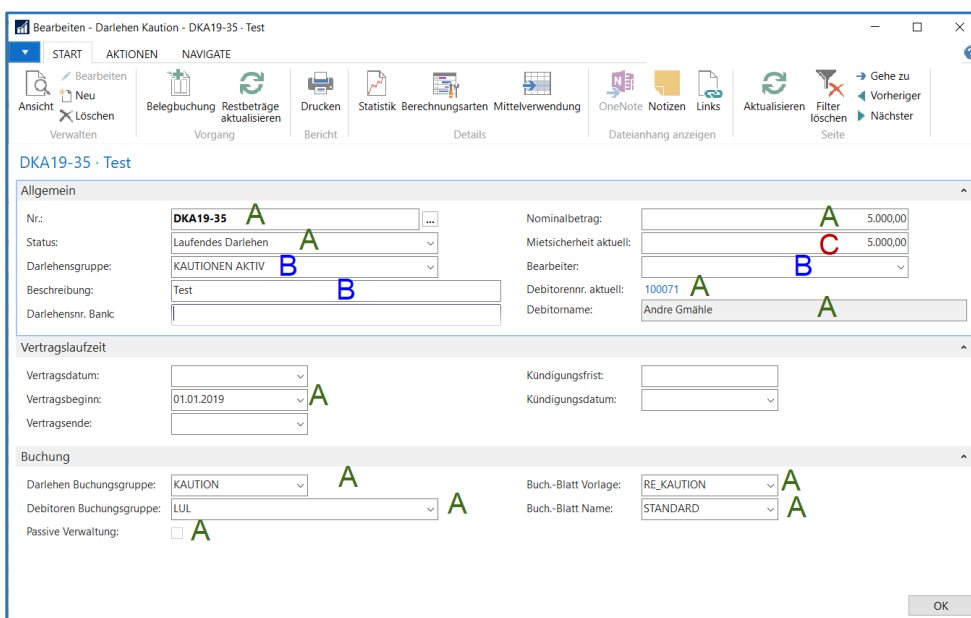 Bearbeiten - Darlehen Kaution - DKA19-35 · Test
START AKTIONEN NAVIGATE
Ansicht
Bearbeiten
Neu
Löschen
Verwalten
Belegbuchung
Restbeträge aktualisieren
Vorgang
Drucken
Bericht
Statistik
Berechnungsarten
Mittelverwendung
Details
OneNote
Notizen
Links
Dateianhang anzeigen
Aktualisieren
Filter löschen
Gehe zu
Vorheriger
Nächster
Seite
DKA19-35 · Test
Allgemein
Nr.: DKA19-35 A ...
Status: Laufendes Darlehen A
Darlehensgruppe: KAUTIONEN AKTIV B
Beschreibung: Test B
Darlehensnr. Bank:
Nominalbetrag: A 5.000,00
Mietsicherheit aktuell: C 5.000,00
Bearbeiter: B
Debitorennr. aktuell: 100071 A
Debitorname: Andre Gmähle A
Vertragslaufzeit
Vertragsdatum:
Vertragsbeginn: 01.01.2019 A
Vertragsende:
Kündigungsfrist:
Kündigungsdatum:
Buchung
Darlehen Buchungsgruppe: KAUTION A
Debitoren Buchungsgruppe: LUL A
Passive Verwaltung: A
Buch.-Blatt Vorlage: RE_KAUTION A
Buch.-Blatt Name: STANDARD A
OK